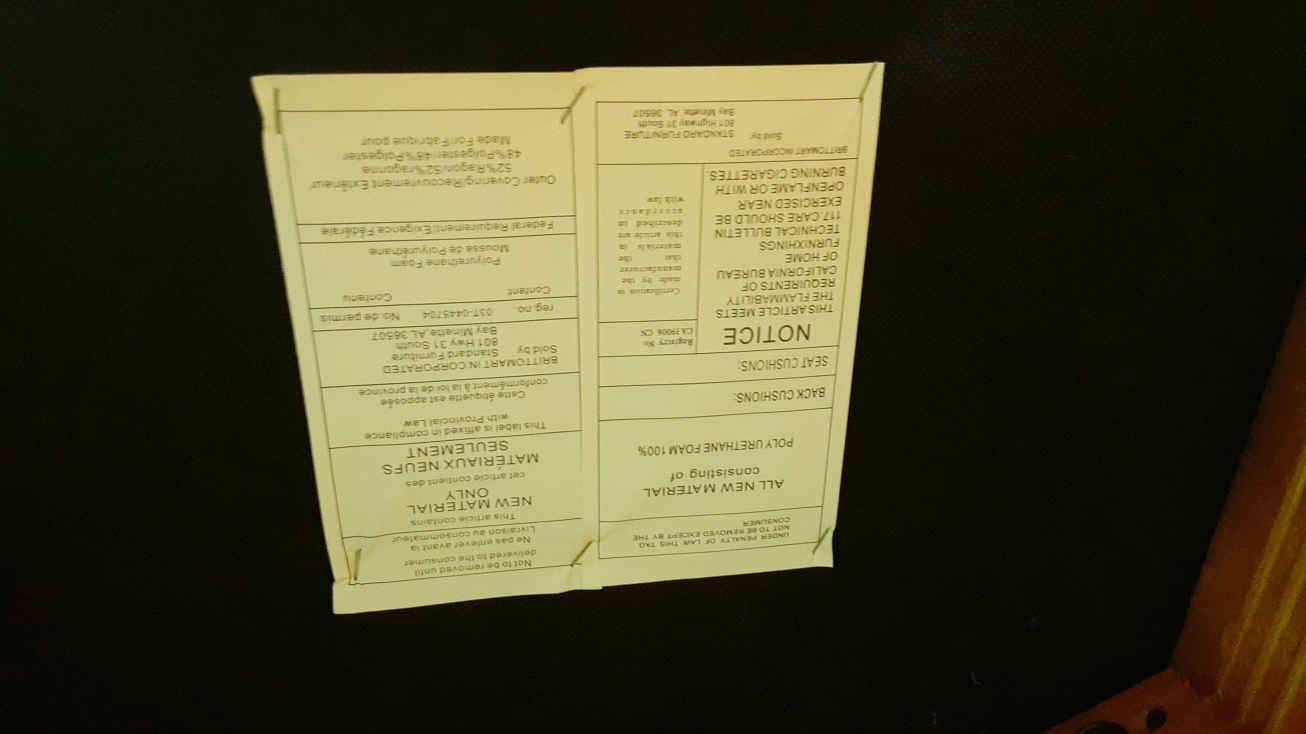 UNDER PENALTY OF LAW THIS TAG
NOT TO BE REMOVED EXCEPT BY THE
CONSUMER
ALL NEW MATERIAL
consisting of
POLYURETHANE FOAM 100%
BACK CUSHIONS:
SEAT CUSHIONS:
NOTICE
THIS ARTICLE MEETS
THE FLAMMABILITY
REQUIRENTS OF
CALIFORNIA BUREAU
OF HOME
FURNIXHINGS
TECHNICAL BULLETIN
117. CARE SHOULD BE
EXERCISED NEAR
OPENFLAME OR WITH
BURNING CIGARETTES.
Registry No.
CA39006 CN
Certification is
made by the
manufacturer
that the
materials in
this article are
described in
accordance
with law
BRITTOMART INCORPORATED
Sold by: STANDARD FURNITURE
801 Highway 31 South
Bay Minette, AL, 36507
Not to be removed until
delivered to the consumer
Ne pas enlever avant la
Livraison au consommateur
This article contains
NEW MATERIAL
ONLY
cet article contient des
MATÉRIAUX NEUFS
SEULEMENT
This label is affixed in compliance
with Provincial Law
Cette étiquette est apposée
conformément à la loi de la province
BRITTOMART IN CORPORATED
Sold by Standard Furniture
801 Hwy 31 South
Bay Minette, AL 36507
reg.no. 03T-0445704 No.de permis
Content Contenu
Polyurethane Foam
Mousse de Polyuréthane
Federal Requirement/Exigence Fédérale
Outer Covering/Recouvrement Extérieur
52%Ragon/52%ragonne
48%Polyester/48%Polyester
Made For/Fabriqué pour